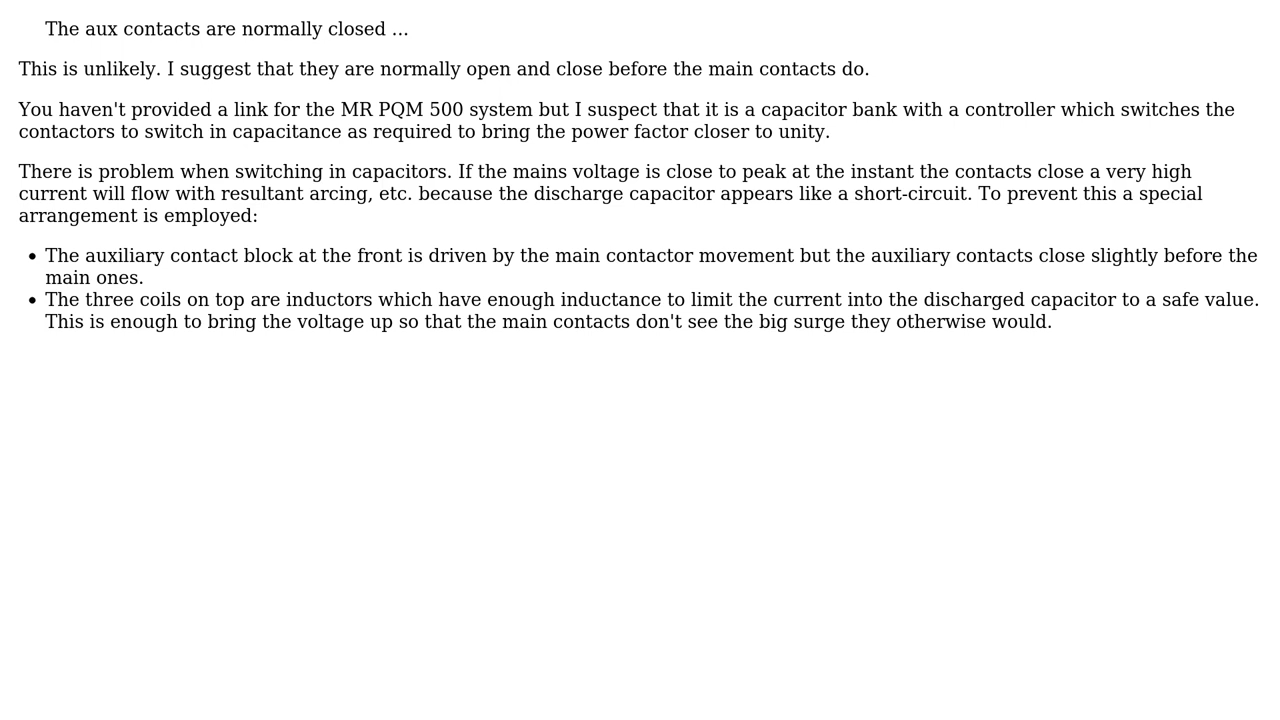 The aux contacts are normally closed ...
This is unlikely. I suggest that they are normally open and close before the main contacts do.
You haven't provided a link for the MR PQM 500 system but I suspect that it is a capacitor bank with a controller which switches the
contactors to switch in capacitance as required to bring the power factor closer to unity.
There is problem when switching in capacitors. If the mains voltage is close to peak at the instant the contacts close a very high
current will flow with resultant arcing, etc. because the discharge capacitor appears like a short-circuit. To prevent this a special
arrangement is employed:
• The auxiliary contact block at the front is driven by the main contactor movement but the auxiliary contacts close slightly before the
main ones.
• The three coils on top are inductors which have enough inductance to limit the current into the discharged capacitor to a safe value.
This is enough to bring the voltage up so that the main contacts don't see the big surge they otherwise would.